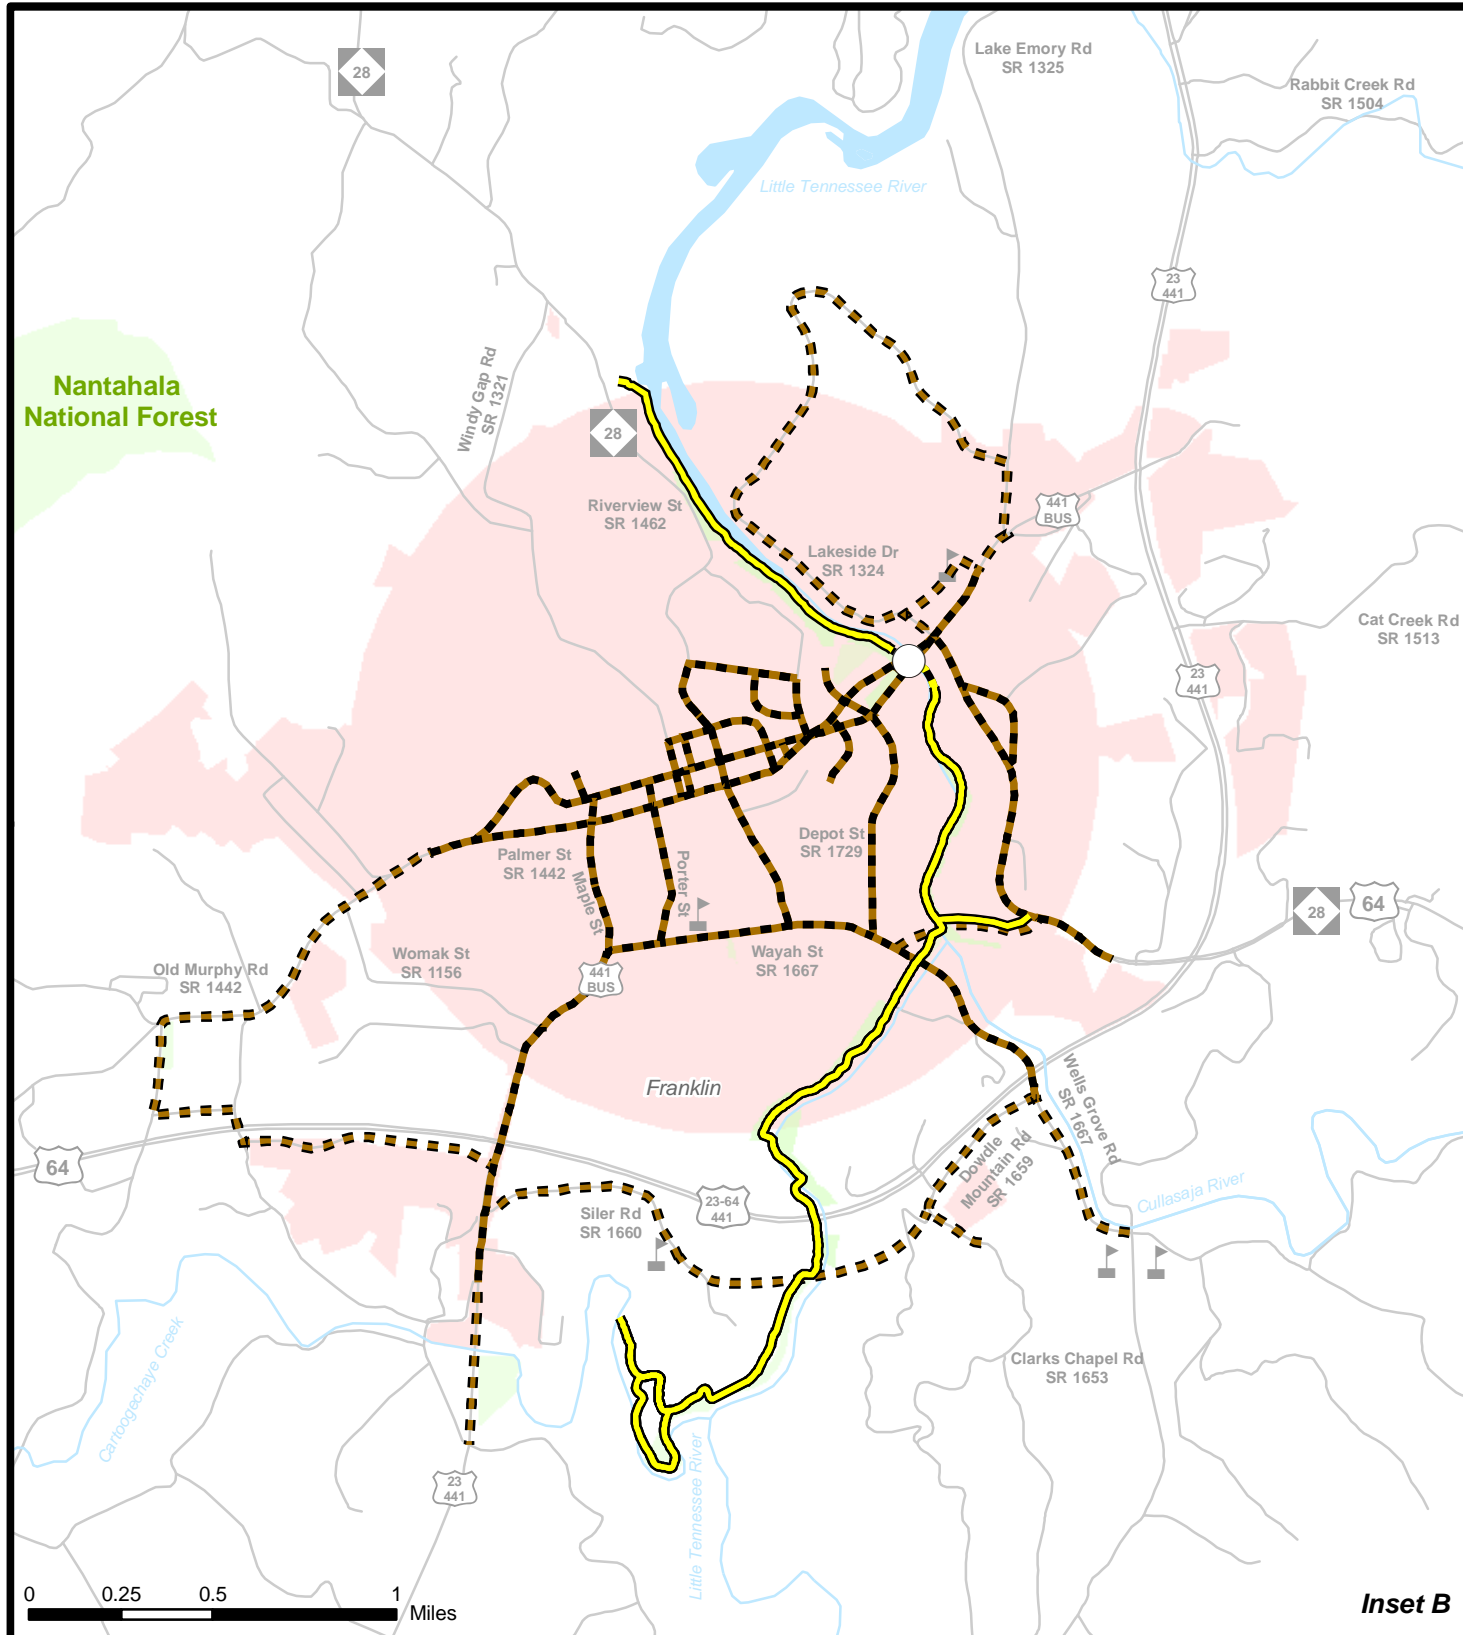 Lake Emory Rd
SR 1325
28
Rabbit Creek Rd
SR 1504
Little Tennessee River
23
441
Nantahala
National Forest
Windy Gap Rd
SR 1321
28
Riverview St
SR 1462
441
BUS
Lakeside Dr
SR 1324
Cat Creek Rd
SR 1513
23
441
Palmer St
SR 1442
Maple St
Porter St
Depot St
SR 1729
28
64
Womak St
SR 1156
Old Murphy Rd
SR 1442
441
BUS
Wayah St
SR 1667
Franklin
Wells Grove Rd
SR 1667
Dowdle
Mountain Rd
SR 1659
64
23-64
441
Siler Rd
SR 1660
Cullasaja River
Cartoogechaye Creek
Clarks Chapel Rd
SR 1653
23
441
Little Tennessee River
0
0.25
0.5
1
Miles
Inset B